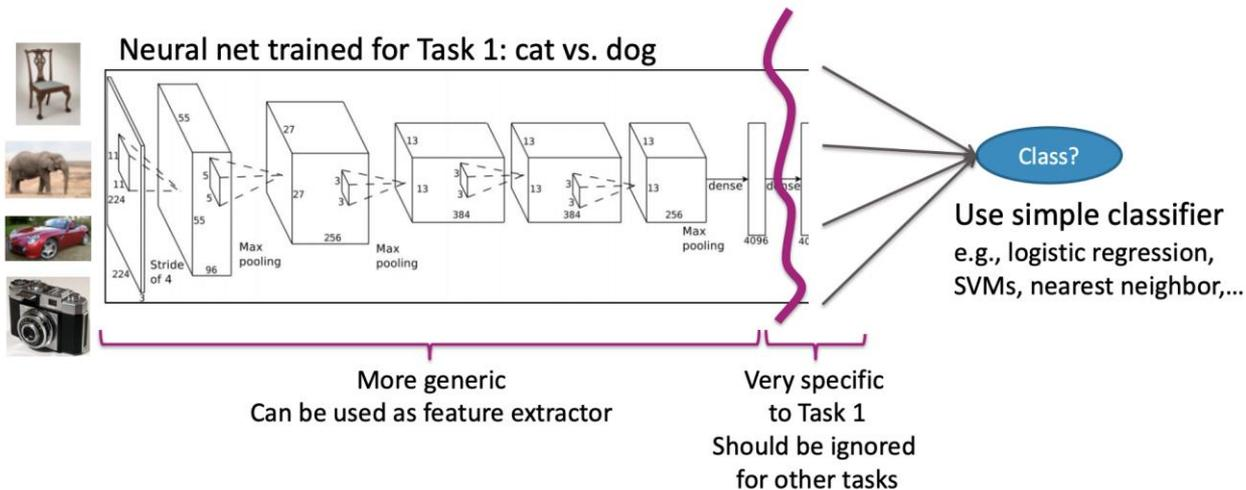 Neural net trained for Task 1: cat vs. dog
11
11
224
224
3
Stride
of 4
55
5
5
55
96
Max
pooling
27
3
3
27
256
Max
pooling
13
3
3
13
384
13
3
3
13
384
13
13
256
Max
pooling
dense
4096
dense
Class?
Use simple classifier
e.g., logistic regression,
SVMs, nearest neighbor,...
More generic
Can be used as feature extractor
Very specific
to Task 1
Should be ignored
for other tasks